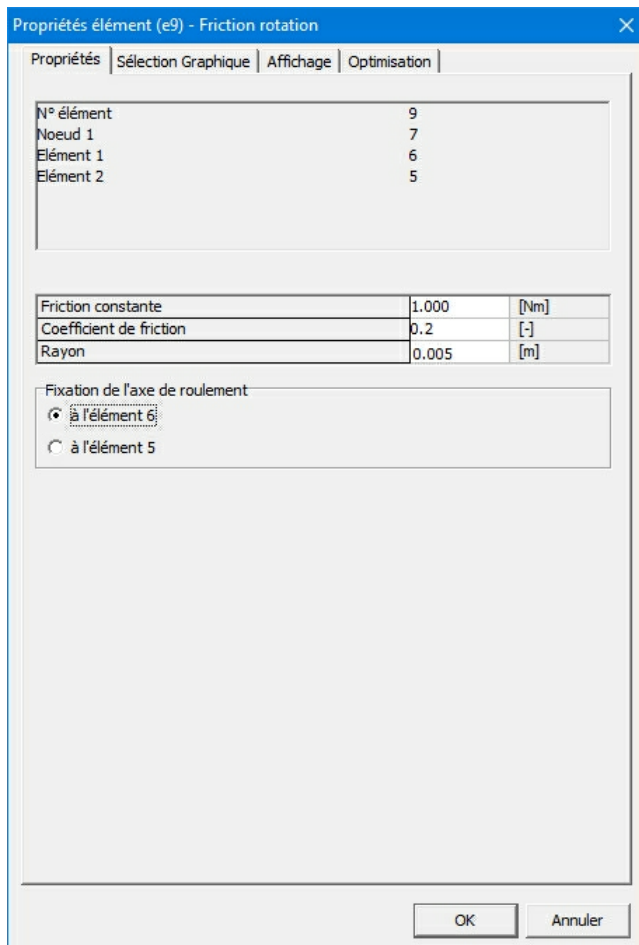 Propriétés élément (e9) - Friction rotation
Propriétés Sélection Graphique Affichage Optimisation
N° élément 9
Noeud 1 7
Elément 1 6
Elément 2 5
Friction constante 1.000 [Nm]
Coefficient de friction 0.2 [-]
Rayon 0.005 [m]
Fixation de l'axe de roulement
à l'élément 6
à l'élément 5
OK Annuler